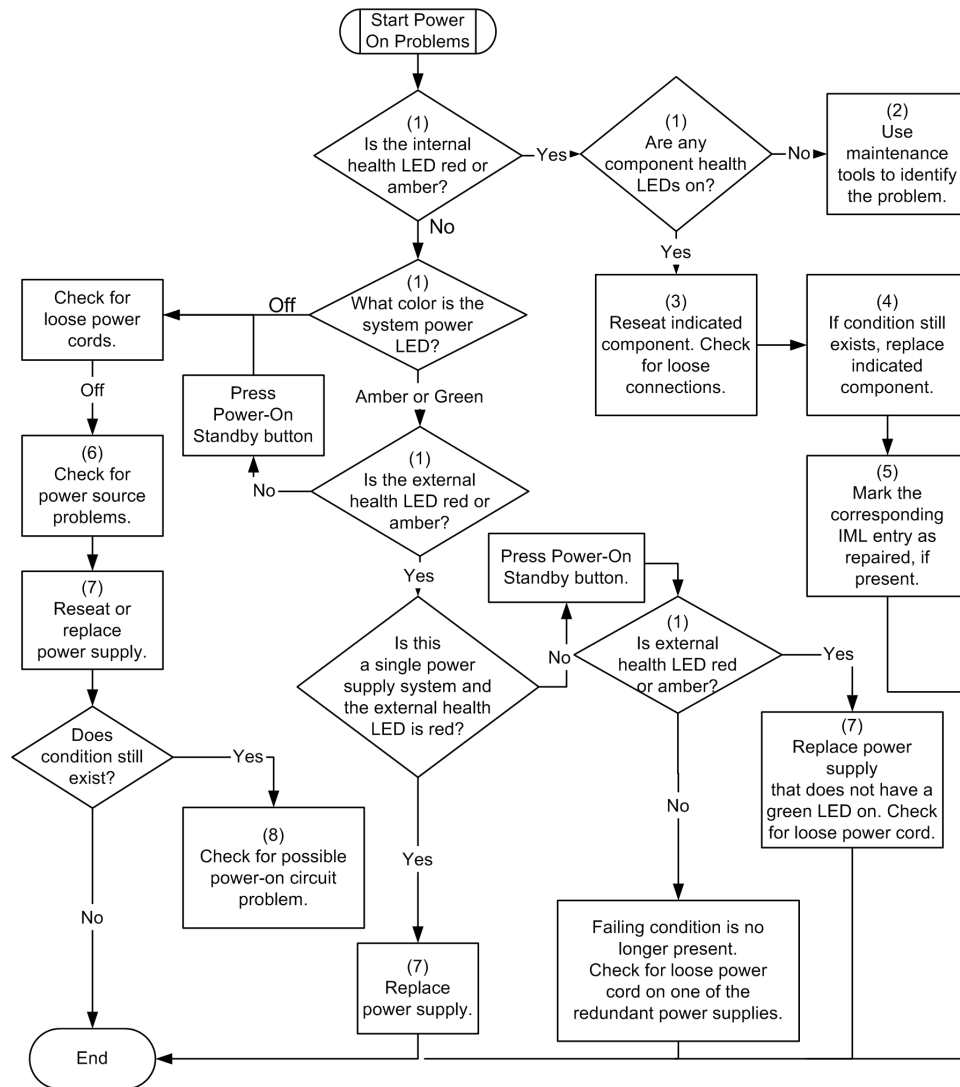 Start Power
On Problems
(1)
Is the internal
health LED red or
amber?
Yes
(1)
Are any
component health
LEDs on?
No
(2)
Use
maintenance
tools to identify
the problem.
No
Yes
Check for
loose power
cords.
Off
(1)
What color is the
system power
LED?
(3)
Reseat indicated
component. Check
for loose
connections.
(4)
If condition still
exists, replace
indicated
component.
Off
Press
Power-On
Standby button
Amber or Green
(6)
Check for
power source
problems.
No
(1)
Is the external
health LED red or
amber?
(5)
Mark the
corresponding
IML entry as
repaired, if
present.
Yes
Press Power-On
Standby button.
(7)
Reseat or
replace
power supply.
Is this
a single power
supply system and
the external health
LED is red?
No
(1)
Is external
health LED red
or amber?
Yes
Does
condition still
exist?
Yes
(7)
Replace power
supply
that does not have a
green LED on. Check
for loose power cord.
No
(8)
Check for possible
power-on circuit
problem.
Yes
No
Failing condition is no
longer present.
Check for loose power
cord on one of the
redundant power supplies.
(7)
Replace
power supply.
End